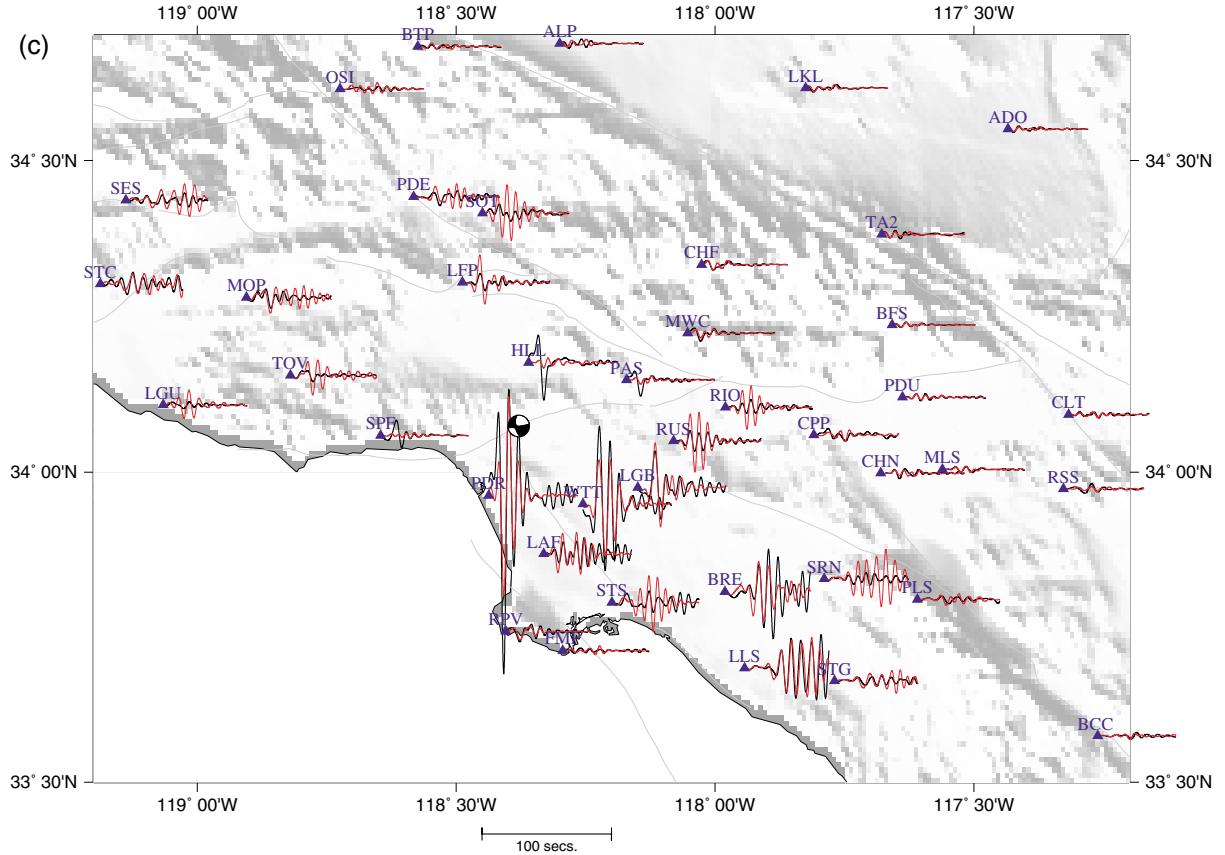 119° 00'W 118° 30'W 118° 00'W 117° 30'W
(c)
BTP
ALP
OSI
LKL
ADO
34° 30'N 34° 30'N
SES
PDE
SOT
TA2
CHF
STC
MOP
LFP
BFS
MWC
HLL
PAS
TOV
LGU
RIO
PDU
CLT
SPF
RUS
CPP
34° 00'N 34° 00'N
CHN
MLS
RSS
PDR
WTT
LGB
LAF
STS
BRE
SRN
PLS
RPV
FMP
LLS
STG
BCC
33° 30'N 33° 30'N
119° 00'W 118° 30'W 118° 00'W 117° 30'W
100 secs.